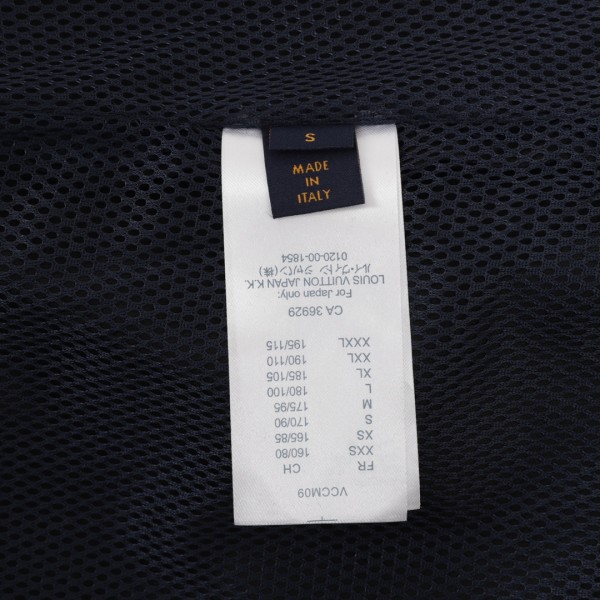 S
MADE
IN
ITALY
VCCM09
FR CH
XXS 160/80
XS 165/85
S 170/90
M 175/95
L 180/100
XL 185/105
XXL 190/110
XXXL 195/115
CA 36929
For Japan only:
LOUIS VUITTON JAPAN K.K.
ルイ・ヴィトン ジャパン(株)
0120-00-1854